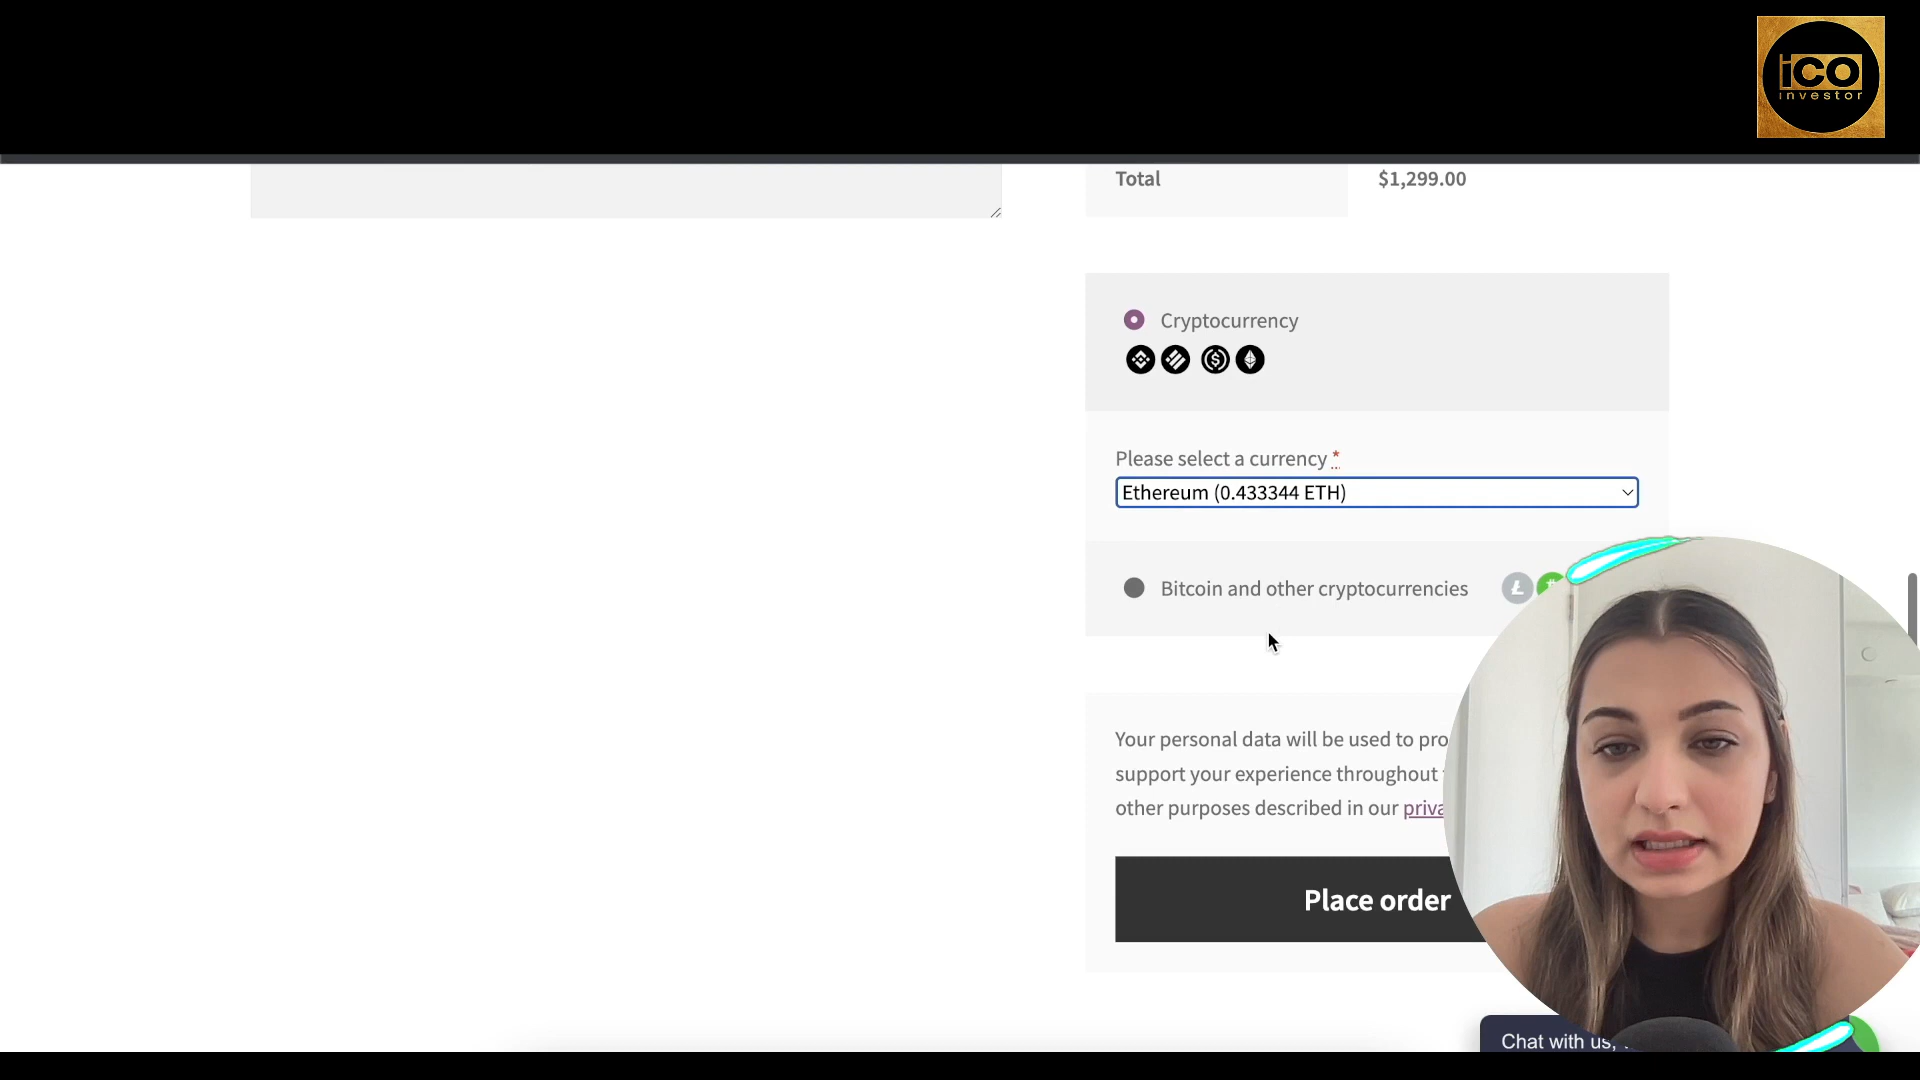 iCO
investor
Total $1,299.00
Cryptocurrency
Please select a currency *
Ethereum (0.433344 ETH)
Bitcoin and other cryptocurrencies
Your personal data will be used to
support your experience throughout
other purposes described in our
Place order
Chat with us,